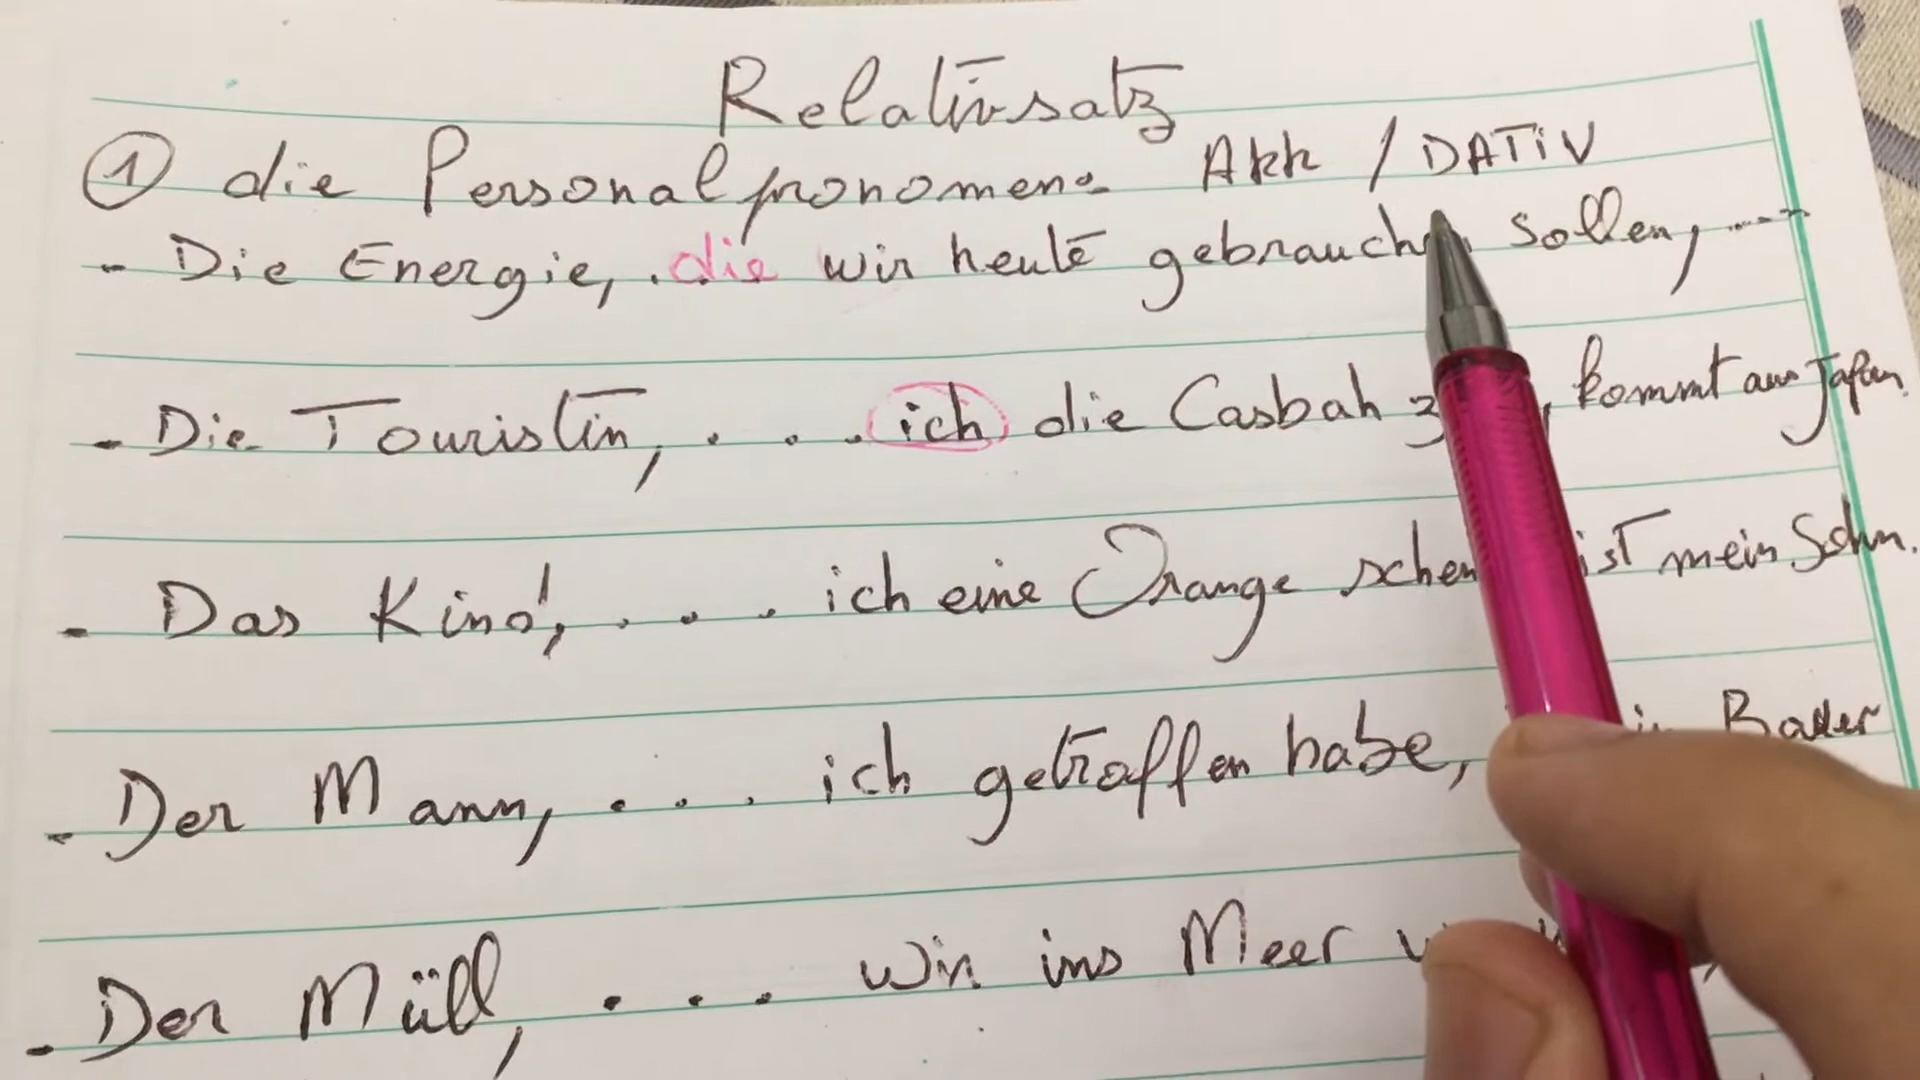 Relativsatz
① die Personalpronomen. Akk / DATIV
- Die Energie, .die wir heute gebrauchen sollen, ....
- Die Touristin, . . . ich die Casbah , kommt aus Japan.
- Das Kind, . . . ich eine Orange ist mein Sohn.
- Der Mann, . . . ich getroffen habe,
- Der Müll, . . . wir ins Meer